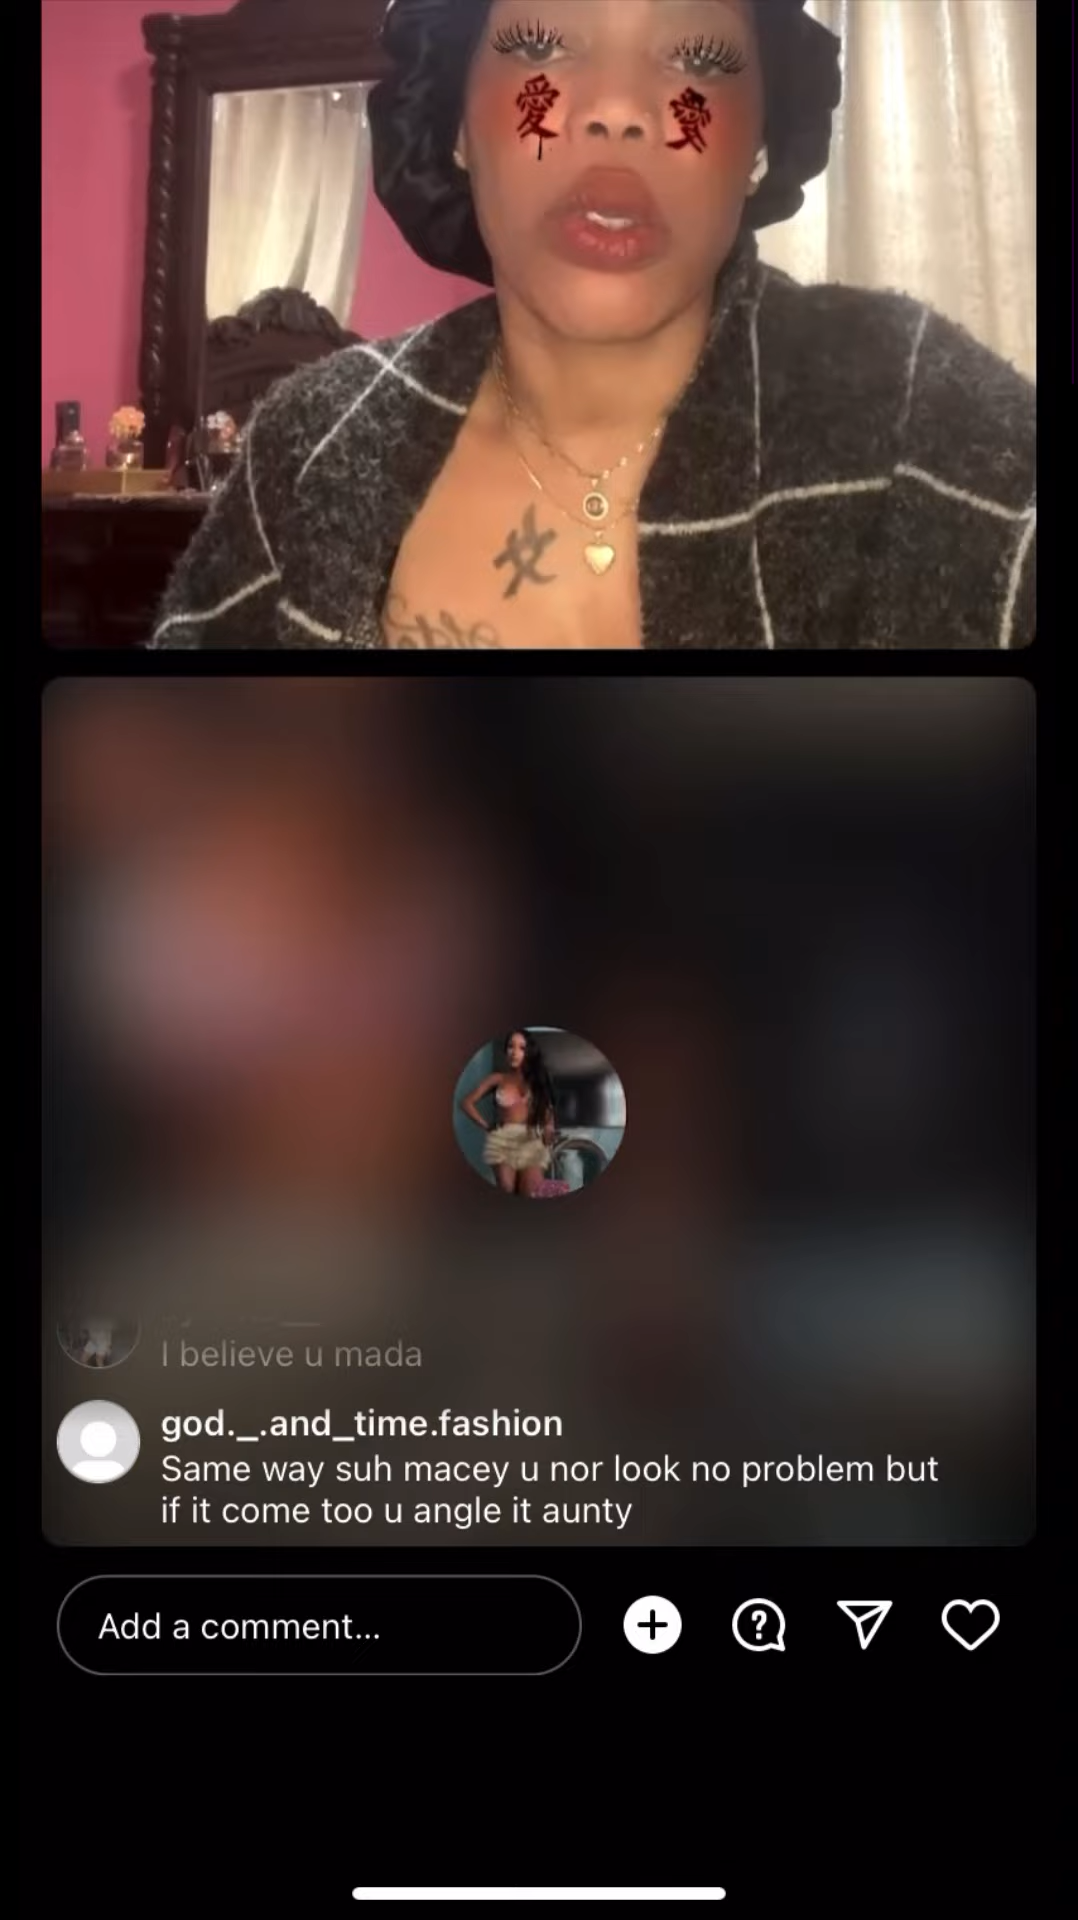 愛 愛
I believe u mada
god._.and_time.fashion
Same way suh macey u nor look no problem but
if it come too u angle it aunty
Add a comment...